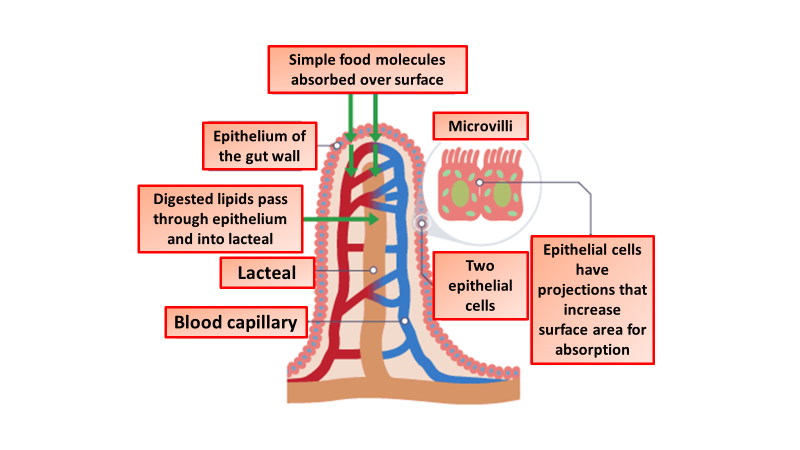 Simple food molecules
absorbed over surface
Microvilli
Epithelium of
the gut wall
Digested lipids pass
through epithelium
and into lacteal
Lacteal
Blood capillary
Two
epithelial
cells
Epithelial cells
have
projections that
increase
surface area for
absorption